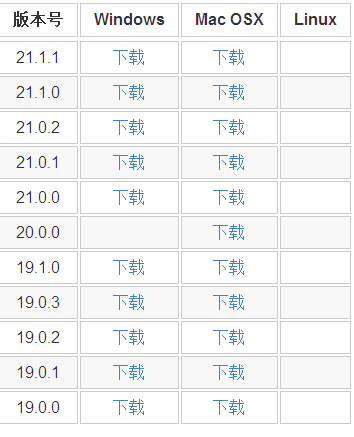 版本号 Windows Mac OSX Linux
21.1.1 下载 下载
21.1.0 下载 下载
21.0.2 下载 下载
21.0.1 下载 下载
21.0.0 下载 下载
20.0.0 下载
19.1.0 下载 下载
19.0.3 下载 下载
19.0.2 下载 下载
19.0.1 下载 下载
19.0.0 下载 下载